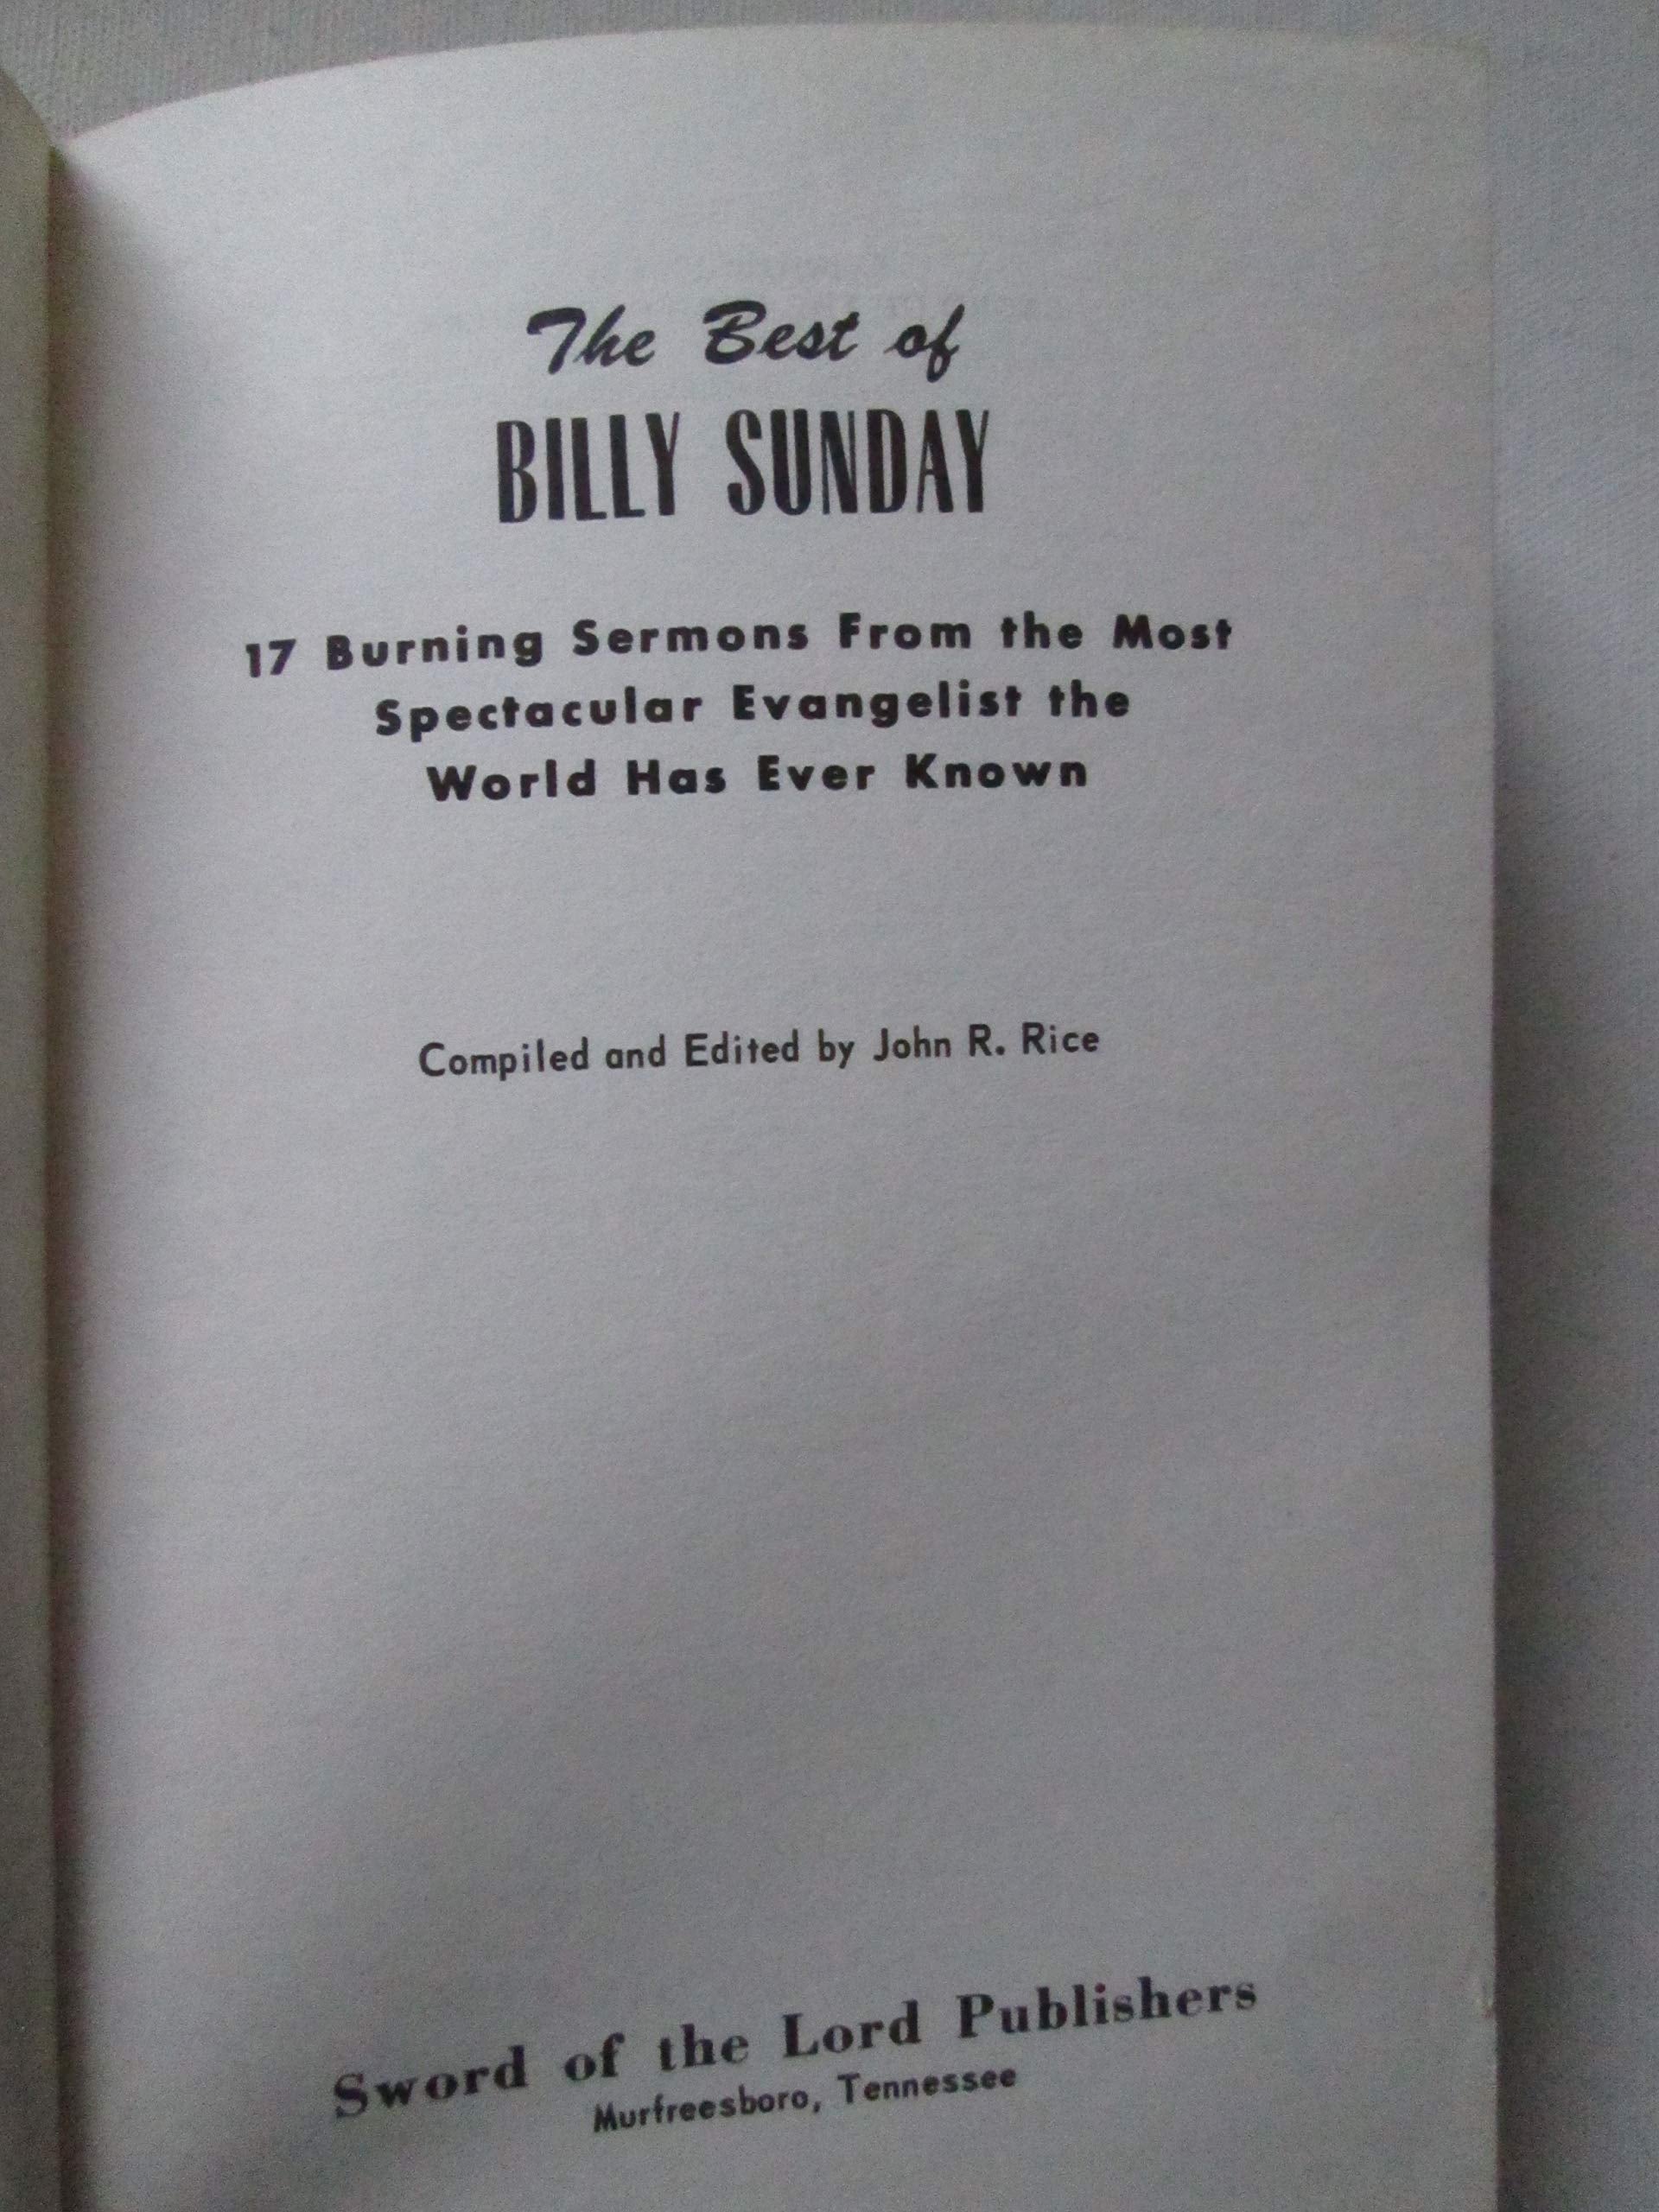 The Best of
BILLY SUNDAY
17 Burning Sermons From the Most
Spectacular Evangelist the
World Has Ever Known
Compiled and Edited by John R. Rice
Sword of the Lord Publishers
Murfreesboro, Tennessee